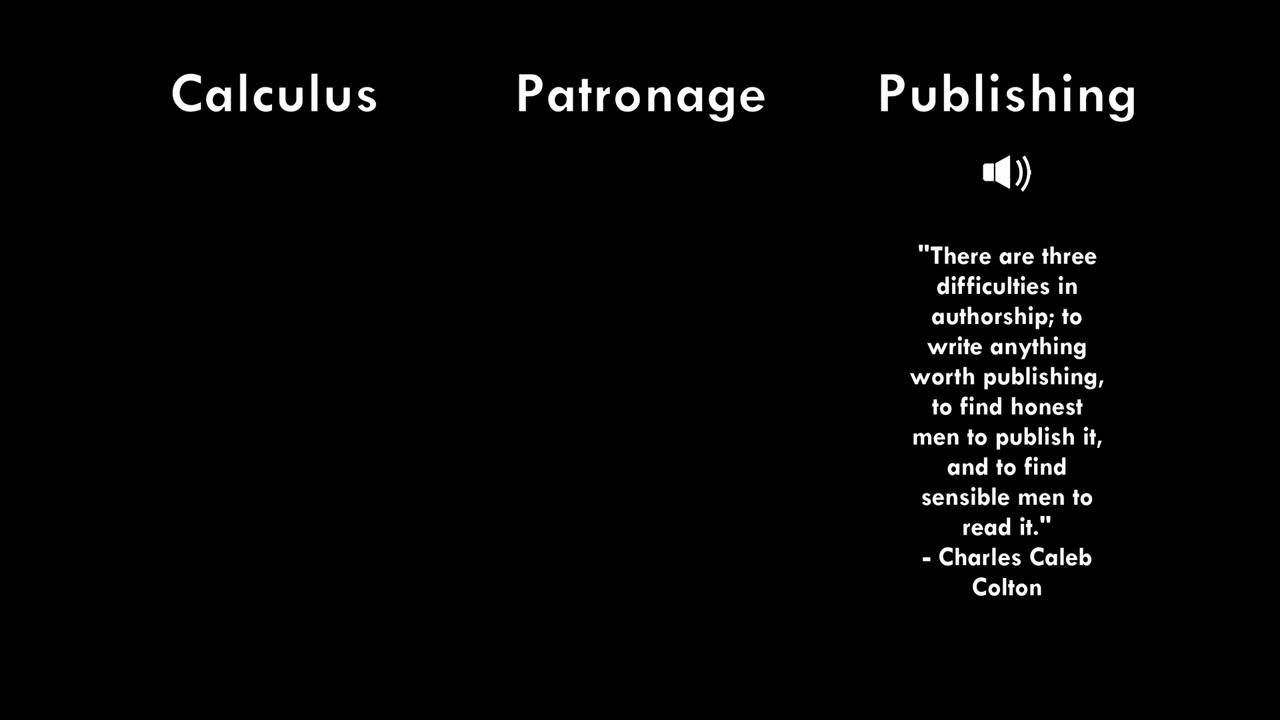 Calculus Patronage Publishing
"There are three
difficulties in
authorship; to
write anything
worth publishing,
to find honest
men to publish it,
and to find
sensible men to
read it."
- Charles Caleb
Colton